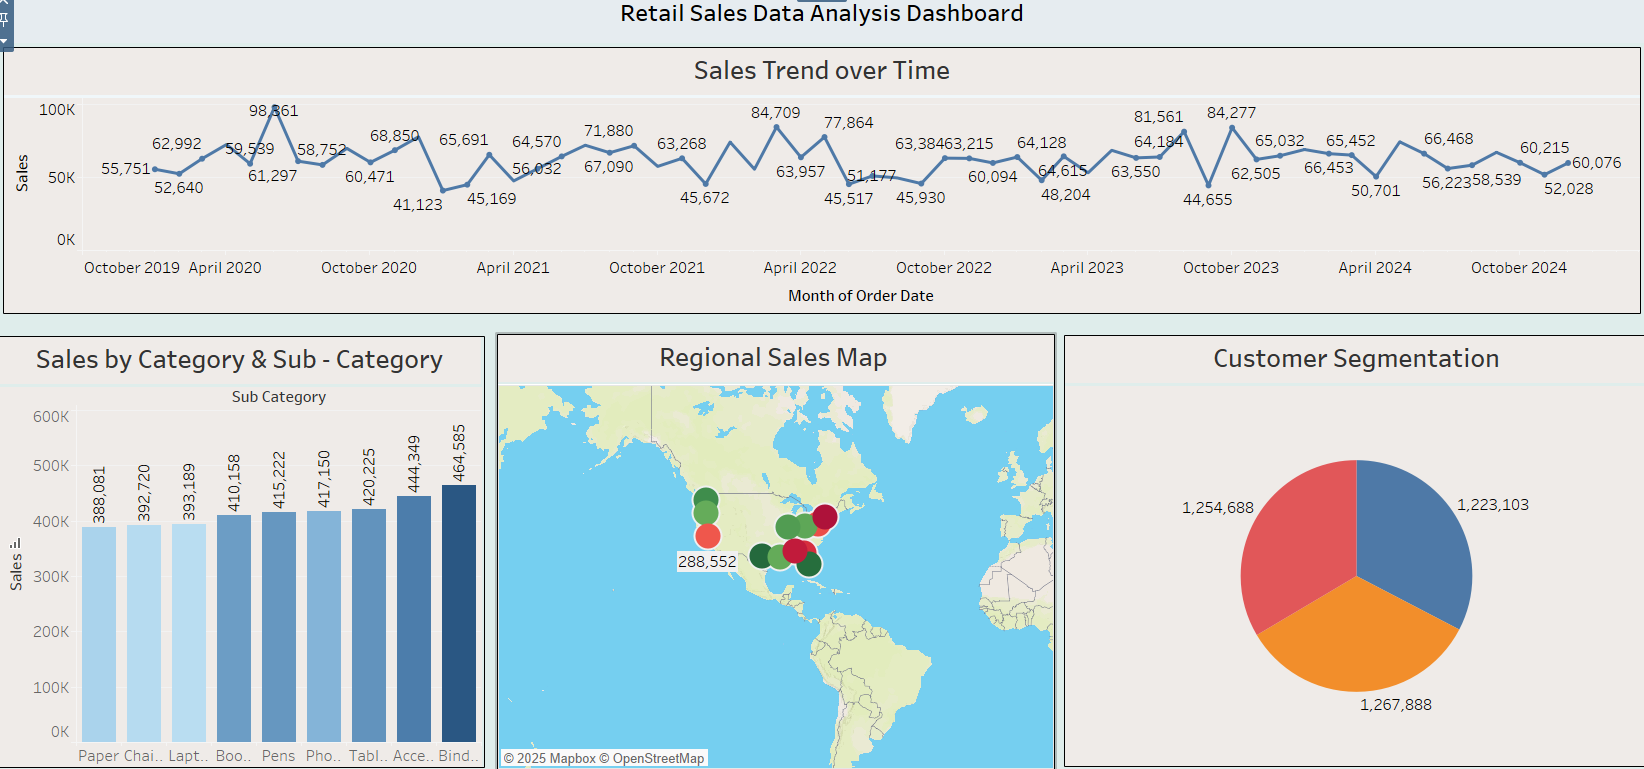 Retail Sales Data Analysis Dashboard
Sales Trend over Time
100K
50K
0K
Sales
55,751
62,992
52,640
59,539
98,361
61,297
58,752
60,471
68,850
41,123
65,691
45,169
64,570
56,032
71,880
67,090
63,268
45,672
84,709
63,957
77,864
45,517
51,177
45,930
63,384
63,215
60,094
64,128
64,615
48,204
63,550
81,561
64,184
44,655
84,277
62,505
65,032
66,453
65,452
50,701
66,468
56,223
58,539
60,215
52,028
60,076
October 2019 April 2020 October 2020 April 2021 October 2021 April 2022 October 2022 April 2023 October 2023 April 2024 October 2024
Month of Order Date
Sales by Category & Sub - Category
Sub Category
600K
500K
400K
300K
200K
100K
0K
Sales
388,081
392,720
393,189
410,158
415,222
417,150
420,225
444,349
464,585
Paper Chai.. Lapt.. Boo.. Pens Pho.. Tabl.. Acce.. Bind..
Regional Sales Map
288,552
© 2025 Mapbox © OpenStreetMap
Customer Segmentation
1,254,688
1,223,103
1,267,888